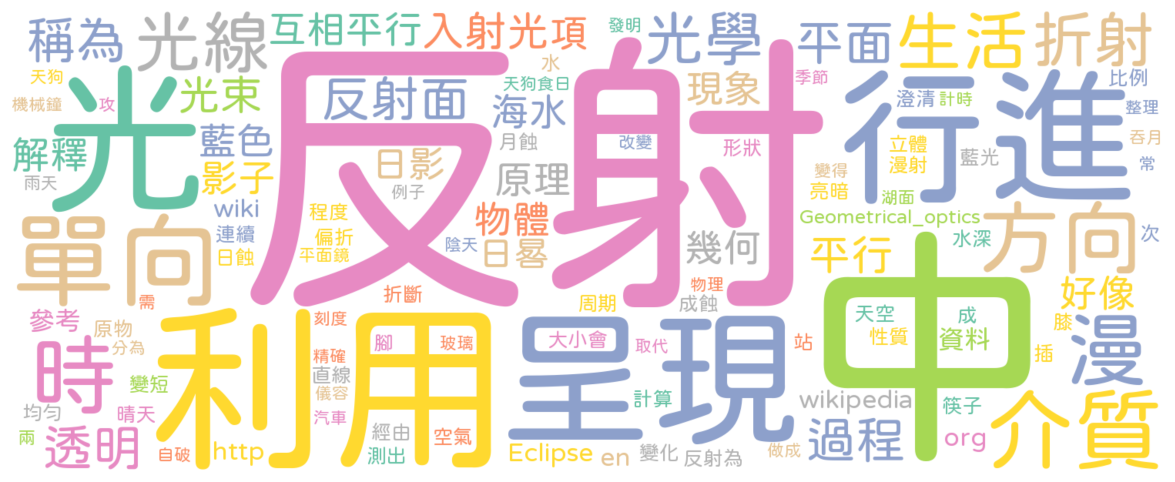 稱為
光線
互相平行
入射光項
發明
光學
平面
生活
折射
天狗
機械鐘
攻
光束
反射面
天狗食日
水
海水
現象
季節
澄清
計時
比例
整理
光
反射
行進
解釋
藍色
影子
雨天
日影
例子
月蝕
原理
改變
形狀
立體
漫射
藍光
吞月
常
變得
亮暗
湖面
wiki
連續
日蝕
程度
偏折
平面鏡
陰天
物體
日晷
幾何
Geometrical_optics
水深
方向
次
單向
需
折斷
周期
物理
成蝕
平行
好像
膝
參考
原物
分為
刻度
精確
腳
玻璃
大小會
取代
站
中
天空
成
性質
資料
插
漫
時
變短
利用
直線
儀容
汽車
呈現
計算
wikipedia
筷子
介質
均勻
晴天
兩
透明
自破
http
經由
測出
空氣
Eclipse
en
變化
反射為
做成
過程
org